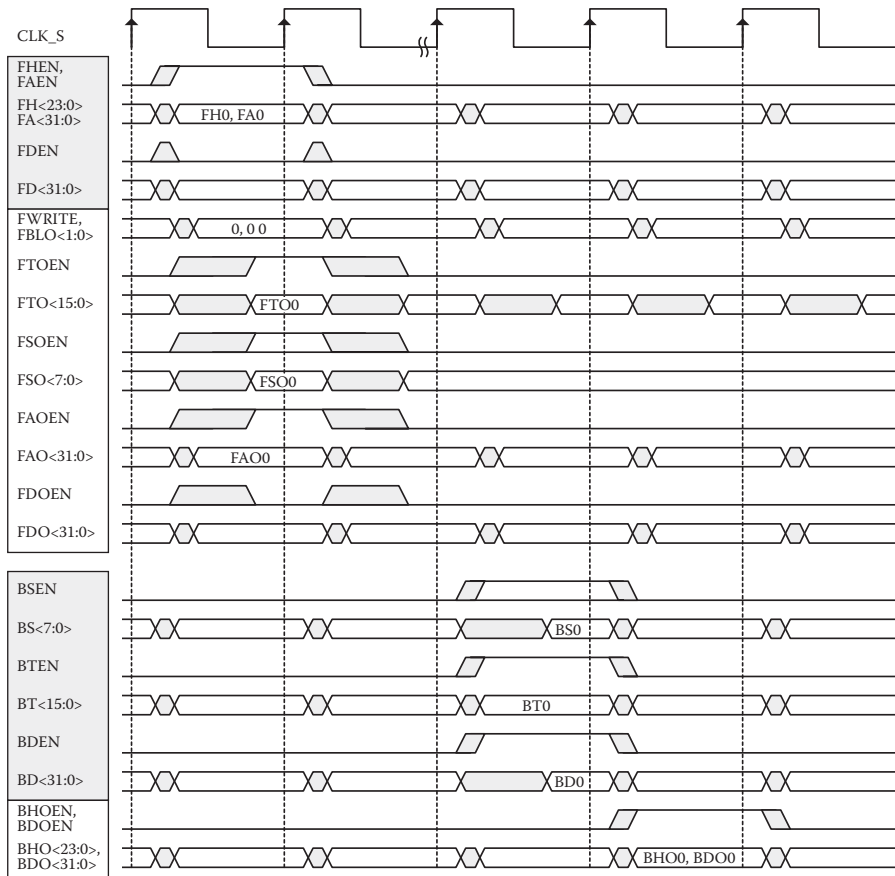 CLK_S
FHEN,
FAEN
FH<23:0>
FA<31:0>
FH0, FA0
FDEN
FD<31:0>
FWRITE,
FBLO<1:0>
0, 0 0
FTOEN
FTO<15:0>
FTO0
FSOEN
FSO<7:0>
FSO0
FAOEN
FAO<31:0>
FAO0
FDOEN
FDO<31:0>
BSEN
BS<7:0>
BS0
BTEN
BT<15:0>
BT0
BDEN
BD<31:0>
BD0
BHOEN,
BDOEN
BHO<23:0>,
BDO<31:0>
BHO0, BDO0